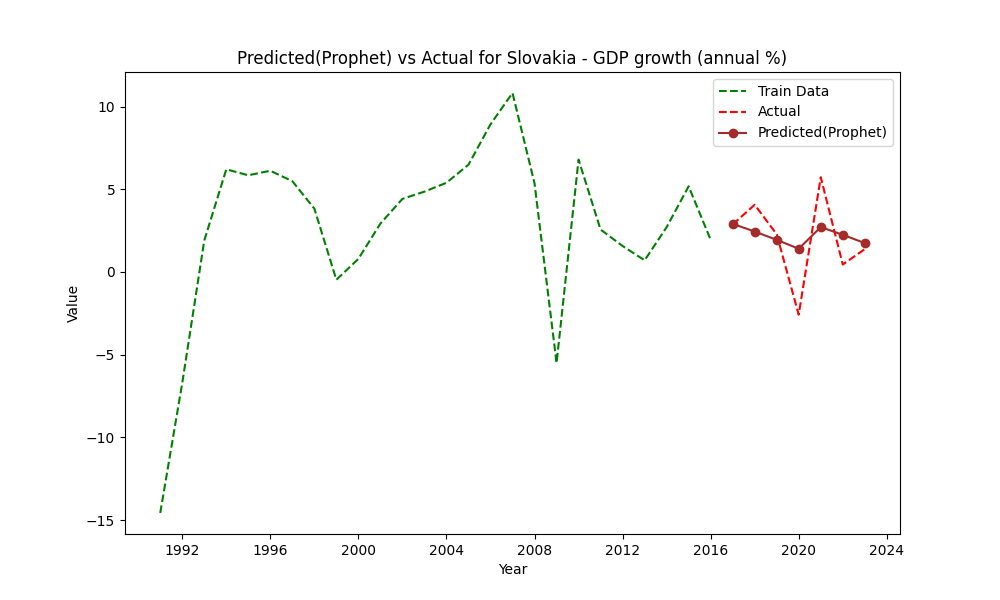 Predicted(Prophet) vs Actual for Slovakia - GDP growth (annual %)
Train Data
Actual
Predicted(Prophet)
10
5
0
−5
−10
−15
Value
1992 1996 2000 2004 2008 2012 2016 2020 2024
Year